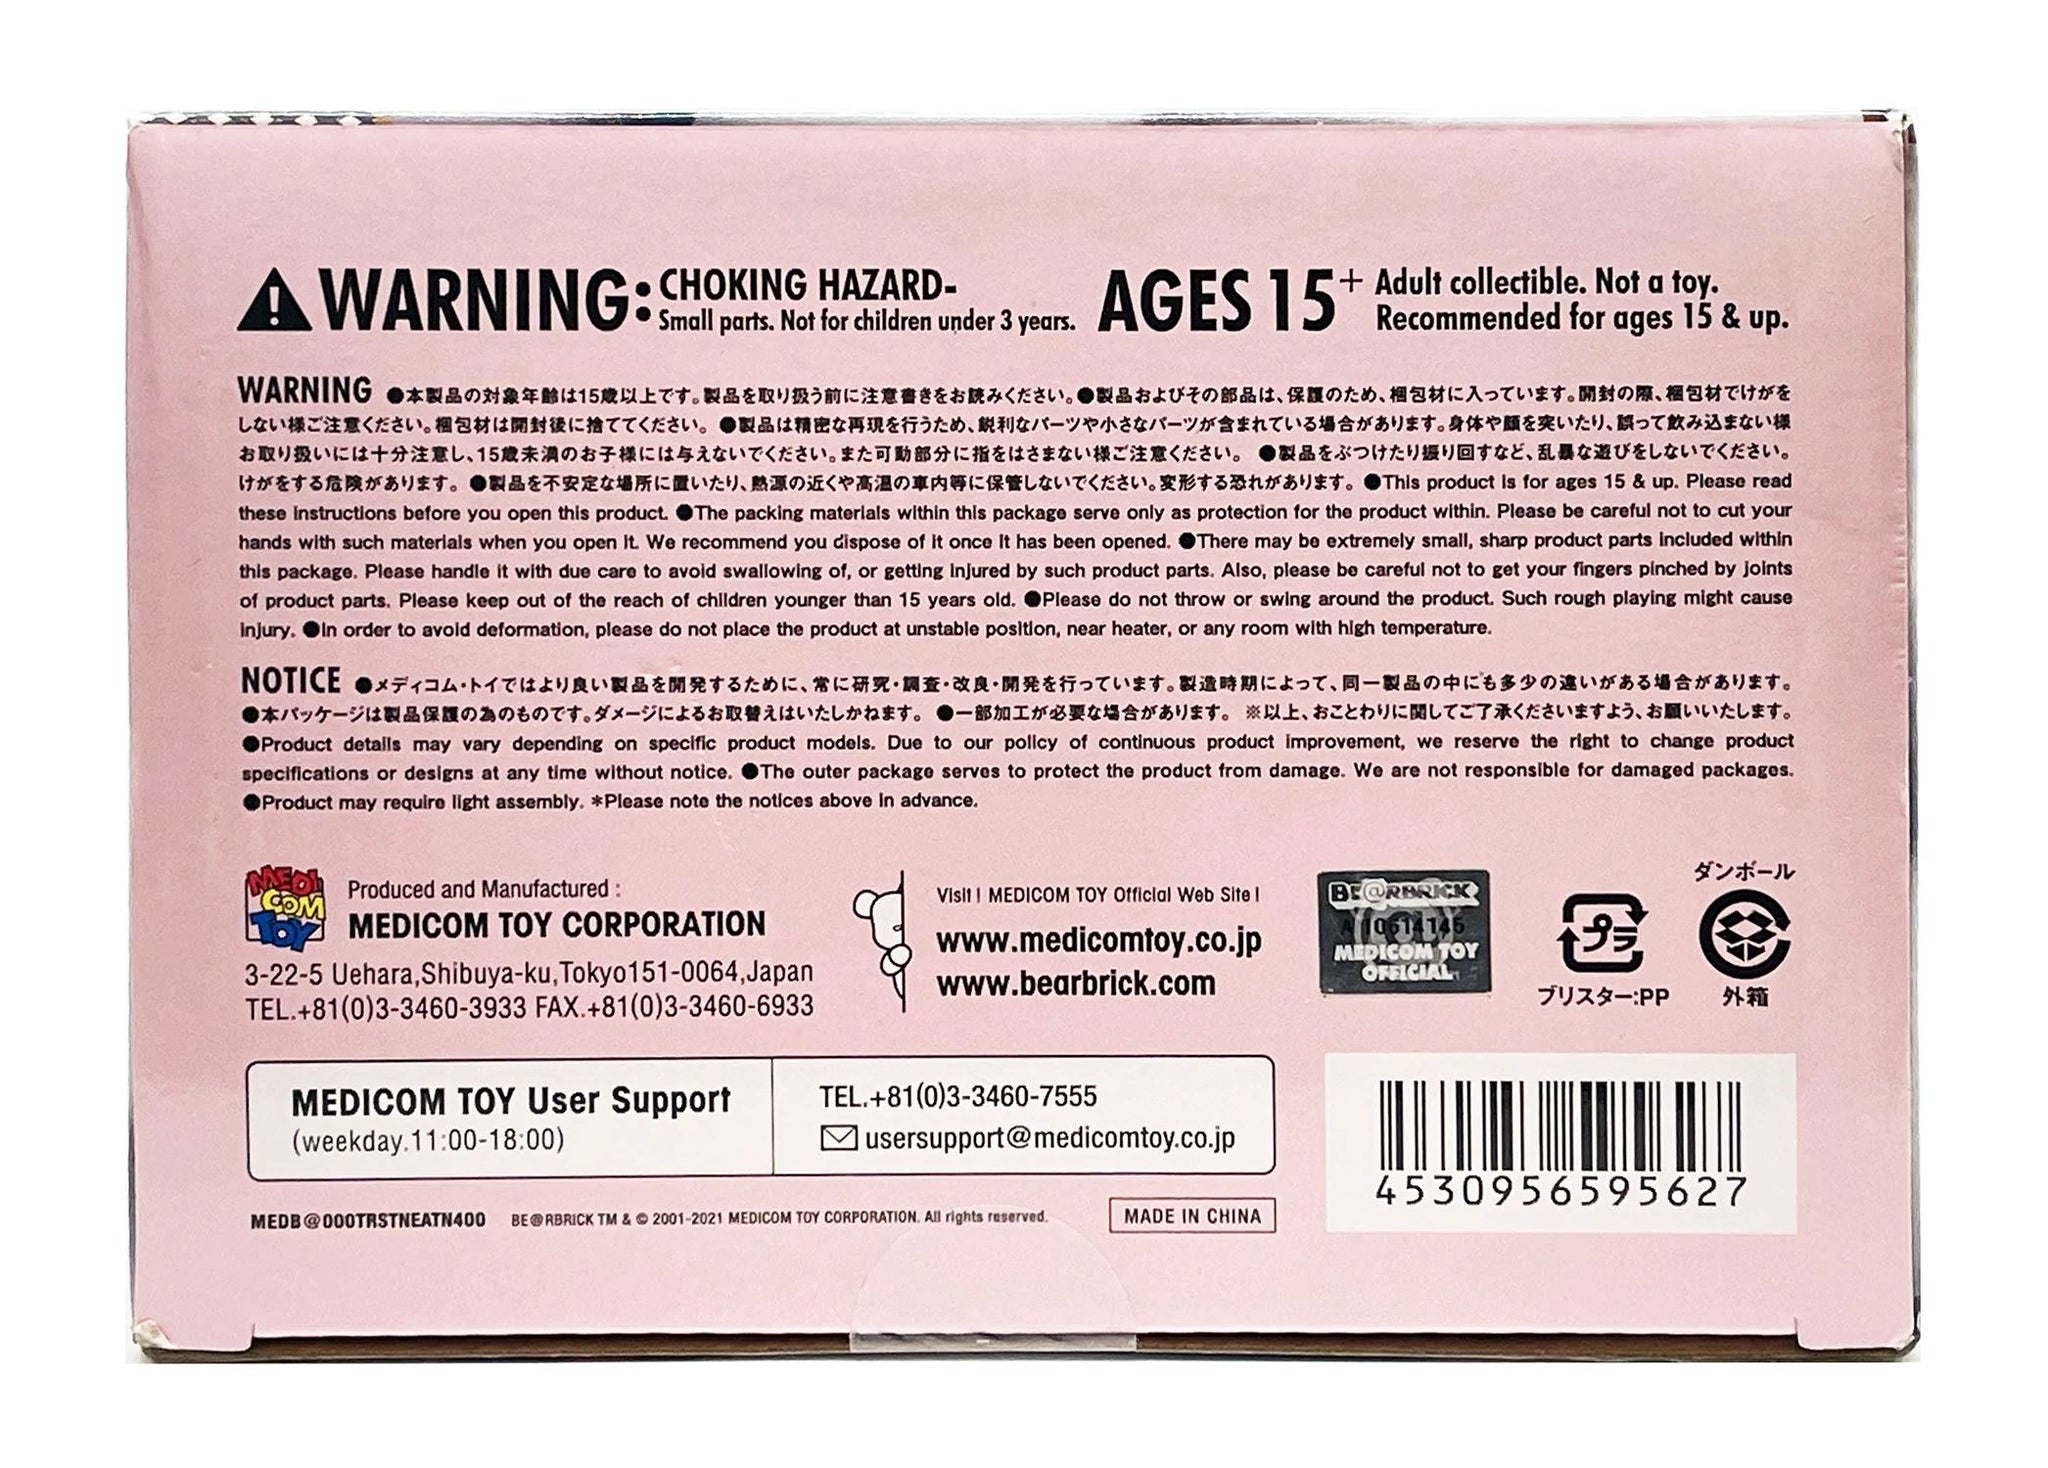 WARNING: CHOKING HAZARD-
Small parts. Not for children under 3 years.
AGES 15+ Adult collectible. Not a toy.
Recommended for ages 15 & up.
WARNING ●本製品の対象年齢は15歳以上です。製品を取り扱う前に注意書きをお読みください。●製品およびその部品は、保護のため、梱包材に入っています。開封の際、梱包材でけがを
しない様ご注意ください。梱包材は開封後に捨ててください。 ●製品は精密な再現を行うため、鋭利なパーツや小さなパーツが含まれている場合があります。身体や顔を突いたり、誤って飲み込まない様
お取り扱いには十分注意し、15歳未満のお子様には与えないでください。また可動部分に指をはさまない様ご注意ください。 ●製品をぶつけたり振り回すなど、乱暴な遊びをしないでください。
けがをする危険があります。 ●製品を不安定な場所に置いたり、熱源の近くや高温の車内等に保管しないでください。変形する恐れがあります。 ●This product is for ages 15 & up. Please read
these instructions before you open this product. ●The packing materials within this package serve only as protection for the product within. Please be careful not to cut your
hands with such materials when you open it. We recommend you dispose of it once it has been opened. ●There may be extremely small, sharp product parts included within
this package. Please handle it with due care to avoid swallowing of, or getting injured by such product parts. Also, please be careful not to get your fingers pinched by joints
of product parts. Please keep out of the reach of children younger than 15 years old. ●Please do not throw or swing around the product. Such rough playing might cause
injury. ●In order to avoid deformation, please do not place the product at unstable position, near heater, or any room with high temperature.
NOTICE ●メディコム・トイではより良い製品を開発するために、常に研究・調査・改良・開発を行っています。製造時期によって、同一製品の中にも多少の違いがある場合があります。
●本パッケージは製品保護の為のものです。ダメージによるお取替えはいたしかねます。 ●一部加工が必要な場合があります。 ※以上、おことわりに関してご了承くださいますよう、お願いいたします。
●Product details may vary depending on specific product models. Due to our policy of continuous product improvement, we reserve the right to change product
specifications or designs at any time without notice. ●The outer package serves to protect the product from damage. We are not responsible for damaged packages.
●Product may require light assembly. *Please note the notices above in advance.
MEDI
COM
TOY
Produced and Manufactured :
MEDICOM TOY CORPORATION
3-22-5 Uehara,Shibuya-ku,Tokyo151-0064,Japan
TEL.+81(0)3-3460-3933 FAX.+81(0)3-3460-6933
Visit ! MEDICOM TOY Official Web Site !
www.medicomtoy.co.jp
www.bearbrick.com
BE@RBRICK
A 10614145
MEDICOM TOY
OFFICIAL
プラ
ブリスター:PP
ダンボール
外箱
MEDICOM TOY User Support
(weekday.11:00-18:00)
TEL.+81(0)3-3460-7555
usersupport@medicomtoy.co.jp
4530956595627
MEDB@000TRSTNEATN400 BE@RBRICK TM & © 2001-2021 MEDICOM TOY CORPORATION. All rights reserved.
MADE IN CHINA